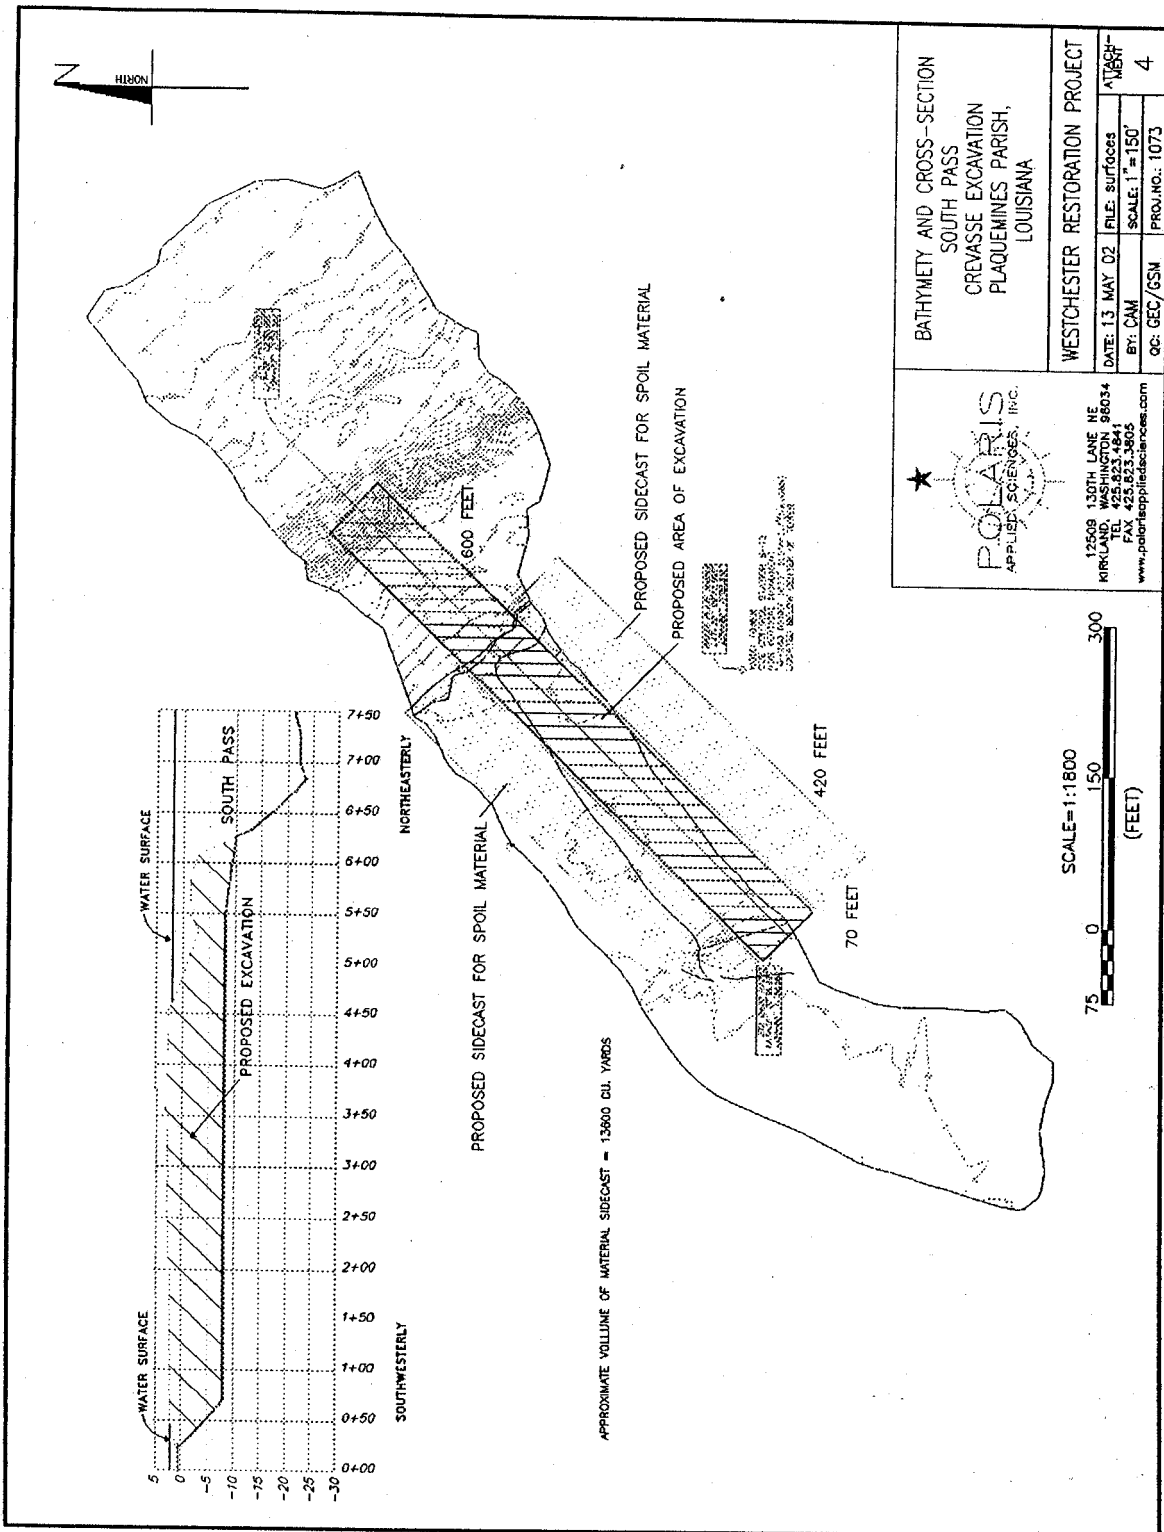 N
NORTH
WATER SURFACE
WATER SURFACE
SOUTH PASS
PROPOSED EXCAVATION
5
0
-5
-10
-15
-20
-25
-30
0+00
0+50
1+00
1+50
2+00
2+50
3+00
3+50
4+00
4+50
5+00
5+50
6+00
6+50
7+00
7+50
SOUTHWESTERLY
NORTHEASTERLY
PROPOSED SIDECAST FOR SPOIL MATERIAL
600 FEET
PROPOSED SIDECAST FOR SPOIL MATERIAL
PROPOSED AREA OF EXCAVATION
420 FEET
70 FEET
APPROXIMATE VOLLUME OF MATERIAL SIDECAST = 13600 CU. YARDS
SCALE=1:1800
75
0
150
300
(FEET)
POLARIS
APPLIED SCIENCES, INC.
12509 130TH LANE NE
KIRKLAND, WASHINGTON 98034
TEL 425.823.4841
FAX 425.823.3805
www.polarisappliedsciences.com
BATHYMETY AND CROSS-SECTION
SOUTH PASS
CREVASSE EXCAVATION
PLAQUEMINES PARISH,
LOUISIANA
WESTCHESTER RESTORATION PROJECT
DATE: 13 MAY 02
FILE: surfaces
ATTACH-
MENT
4
BY: CAM
SCALE: 1"=150'
QC: GEC/GSM
PROJ.NO.: 1073